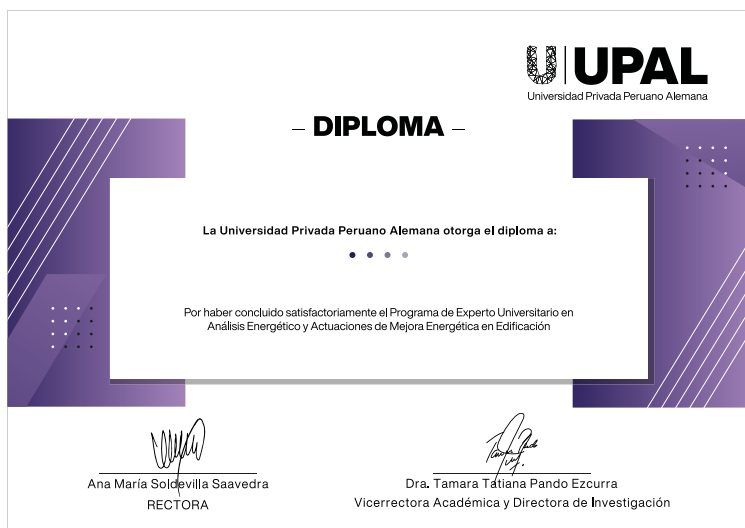 UPAL
Universidad Privada Peruano Alemana
– DIPLOMA –
La Universidad Privada Peruano Alemana otorga el diploma a:
Por haber concluido satisfactoriamente el Programa de Experto Universitario en
Análisis Energético y Actuaciones de Mejora Energética en Edificación
Ana María Soldevilla Saavedra
RECTORA
Dra. Tamara Tatiana Pando Ezcurra
Vicerrectora Académica y Directora de Investigación